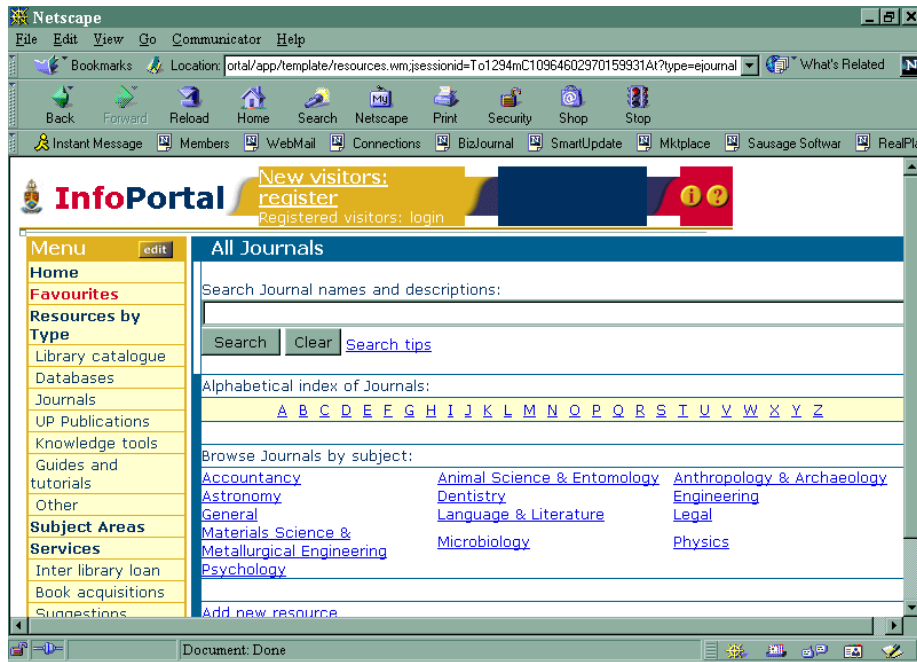 Netscape
File Edit View Go Communicator Help
Bookmarks Location: ortal/app/template/resources.wm;jsessionid=To1294mC10964602970159931At?type=ejournal What's Related N
Back Forward Reload Home Search Netscape Print Security Shop Stop
My
Instant Message Members WebMail Connections BizJournal SmartUpdate Mktplace Sausage Softwar RealPla
InfoPortal
New visitors:
register
Registered visitors: login
i ?
Menu edit
Home
Favourites
Resources by
Type
Library catalogue
Databases
Journals
UP Publications
Knowledge tools
Guides and
tutorials
Other
Subject Areas
Services
Inter library loan
Book acquisitions
Suggestions
All Journals
Search Journal names and descriptions:
Search Clear Search tips
Alphabetical index of Journals:
A B C D E F G H I J K L M N O P Q R S T U V W X Y Z
Browse Journals by subject:
Accountancy Animal Science & Entomology Anthropology & Archaeology
Astronomy Dentistry Engineering
General Language & Literature Legal
Materials Science &
Metallurgical Engineering Microbiology Physics
Psychology
Add new resource
Document: Done